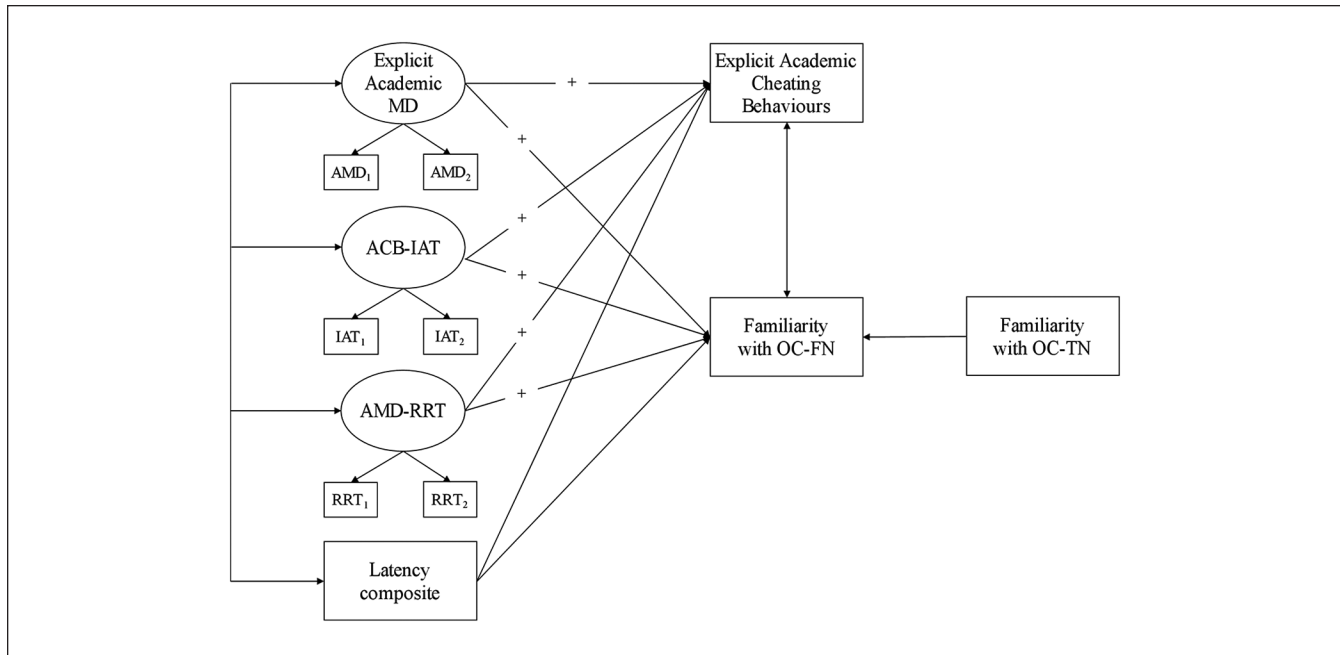 Explicit
Academic
MD
+
Explicit Academic
Cheating
Behaviours
+
AMD₁
AMD₂
+
ACB-IAT
+
IAT₁
IAT₂
+
Familiarity
with OC-FN
Familiarity
with OC-TN
+
AMD-RRT
RRT₁
RRT₂
Latency
composite